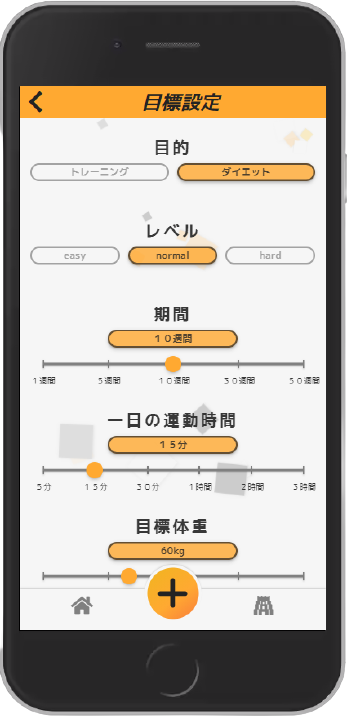 目標設定
目的
トレーニング ダイエット
レベル
easy normal hard
期間
１０週間
１週間 ５週間 １０週間 ３０週間 ５０週間
一日の運動時間
１５分
５分 １５分 ３０分 １時間 ２時間 ３時間
目標体重
60kg